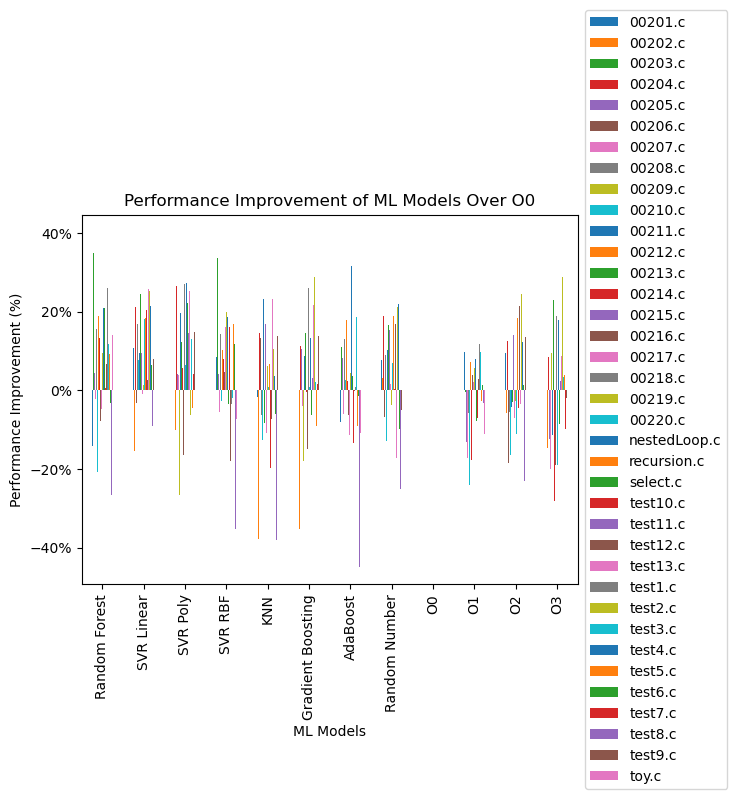 Performance Improvement of ML Models Over O0
Performance Improvement (%)
40%
20%
0%
−20%
−40%
Random Forest
SVR Linear
SVR Poly
SVR RBF
KNN
Gradient Boosting
AdaBoost
Random Number
O0
O1
O2
O3
ML Models
00201.c
00202.c
00203.c
00204.c
00205.c
00206.c
00207.c
00208.c
00209.c
00210.c
00211.c
00212.c
00213.c
00214.c
00215.c
00216.c
00217.c
00218.c
00219.c
00220.c
nestedLoop.c
recursion.c
select.c
test10.c
test11.c
test12.c
test13.c
test1.c
test2.c
test3.c
test4.c
test5.c
test6.c
test7.c
test8.c
test9.c
toy.c